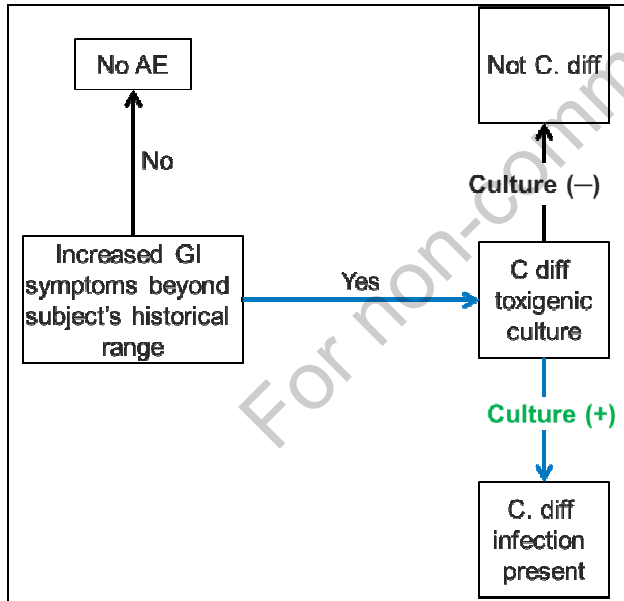 No AE
Not C. diff
No
Culture (—)
Increased GI
symptoms beyond
subject's historical
range
Yes
C diff
toxigenic
culture
Culture (+)
C. diff
infection
present
For non-comm